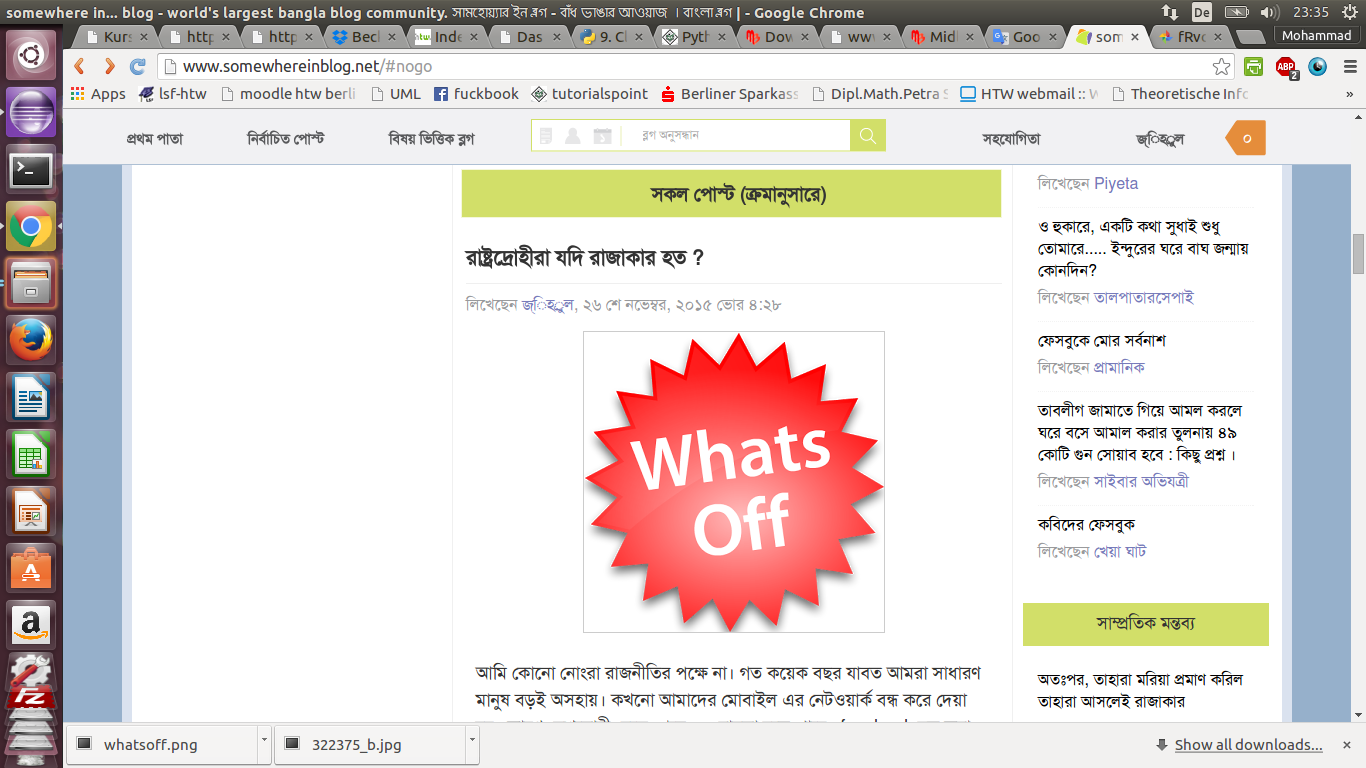 somewhere in... blog - world's largest bangla blog community. সামহোয়্যার ইন ব্লগ - বাঁধ ভাঙার আওয়াজ । বাংলা ব্লগ | - Google Chrome
De
23:35
Kurs
http
http
Becl
Inde
Das
9. Cl
Pyth
Dow
www
Midl
Goo
som
fRv
Mohammad
www.somewhereinblog.net/#nogo
ABP
2
Apps
lsf-htw
moodle htw berli
UML
fuckbook
tutorialspoint
Berliner Sparkass
Dipl.Math.Petra S
HTW webmail :: W
Theoretische Info
»
প্রথম পাতা
নির্বাচিত পোস্ট
বিষয় ভিত্তিক ব্লগ
ব্লগ অনুসন্ধান
সহযোগিতা
০
সকল পোস্ট (ক্রমানুসারে)
রাষ্ট্রদ্রোহীরা যদি রাজাকার হত ?
লিখেছেন ২৬ শে নভেম্বর, ২০১৫ ভোর ৪:২৮
Whats
Off
আমি কোনো নোংরা রাজনীতির পক্ষে না। গত কয়েক বছর যাবত আমরা সাধারণ
মানুষ বড়ই অসহায়। কখনো আমাদের মোবাইল এর নেটওয়ার্ক বন্ধ করে দেয়া
লিখেছেন Piyeta
ও হুকারে, একটি কথা সুধাই শুধু
তোমারে..... ইন্দুরের ঘরে বাঘ জন্মায়
কোনদিন?
লিখেছেন তালপাতারসেপাই
ফেসবুকে মোর সর্বনাশ
লিখেছেন প্রামানিক
তাবলীগ জামাতে গিয়ে আমল করলে
ঘরে বসে আমাল করার তুলনায় ৪৯
কোটি গুন সোয়াব হবে : কিছু প্রশ্ন ।
লিখেছেন সাইবার অভিযত্রী
কবিদের ফেসবুক
লিখেছেন খেয়া ঘাট
সাম্প্রতিক মন্তব্য
অতঃপর, তাহারা মরিয়া প্রমাণ করিল
তাহারা আসলেই রাজাকার
whatsoff.png
322375_b.jpg
Show all downloads...